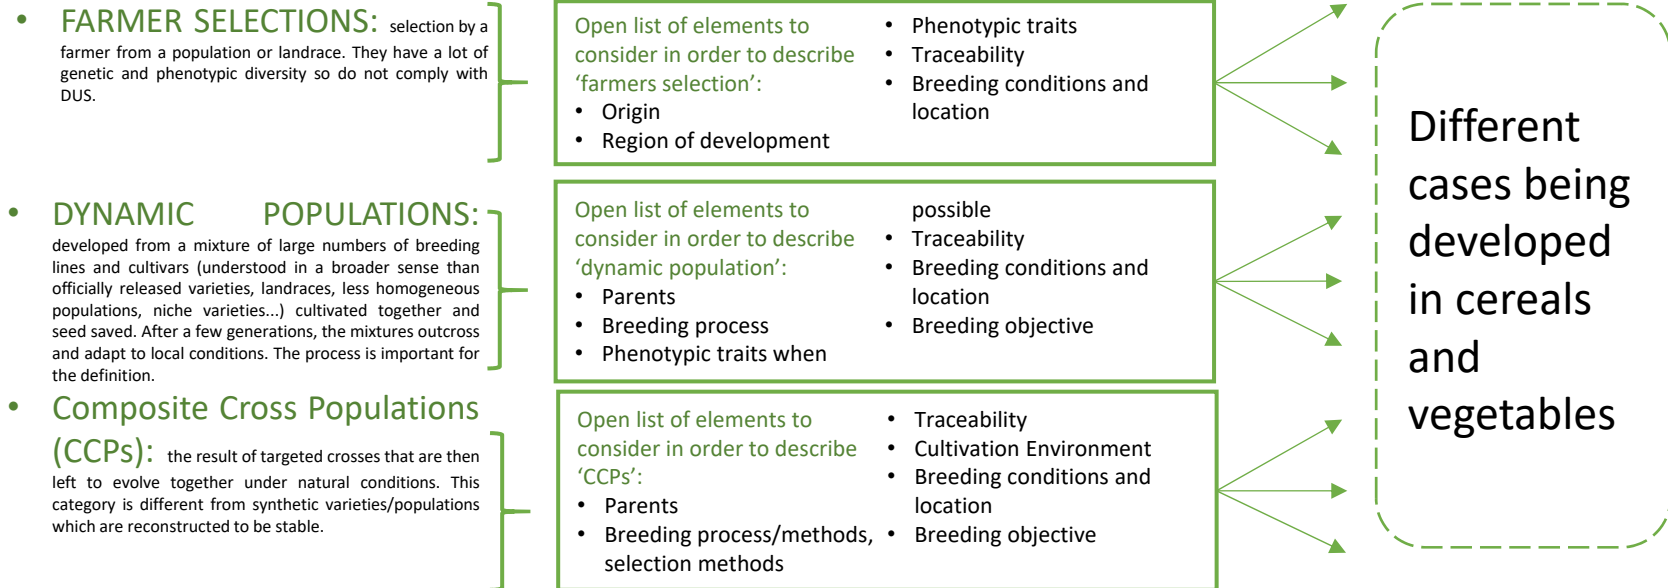 • FARMER SELECTIONS: selection by a
farmer from a population or landrace. They have a lot of
genetic and phenotypic diversity so do not comply with
DUS.
Open list of elements to
consider in order to describe
‘farmers selection’:
• Origin
• Region of development
• Phenotypic traits
• Traceability
• Breeding conditions and
location
• DYNAMIC POPULATIONS:
developed from a mixture of large numbers of breeding
lines and cultivars (understood in a broader sense than
officially released varieties, landraces, less homogeneous
populations, niche varieties...) cultivated together and
seed saved. After a few generations, the mixtures outcross
and adapt to local conditions. The process is important for
the definition.
Open list of elements to
consider in order to describe
‘dynamic population’:
• Parents
• Breeding process
• Phenotypic traits when
possible
• Traceability
• Breeding conditions and
location
• Breeding objective
• Composite Cross Populations
(CCPs): the result of targeted crosses that are then
left to evolve together under natural conditions. This
category is different from synthetic varieties/populations
which are reconstructed to be stable.
Open list of elements to
consider in order to describe
‘CCPs’:
• Parents
• Breeding process/methods,
selection methods
• Traceability
• Cultivation Environment
• Breeding conditions and
location
• Breeding objective
Different
cases being
developed
in cereals
and
vegetables